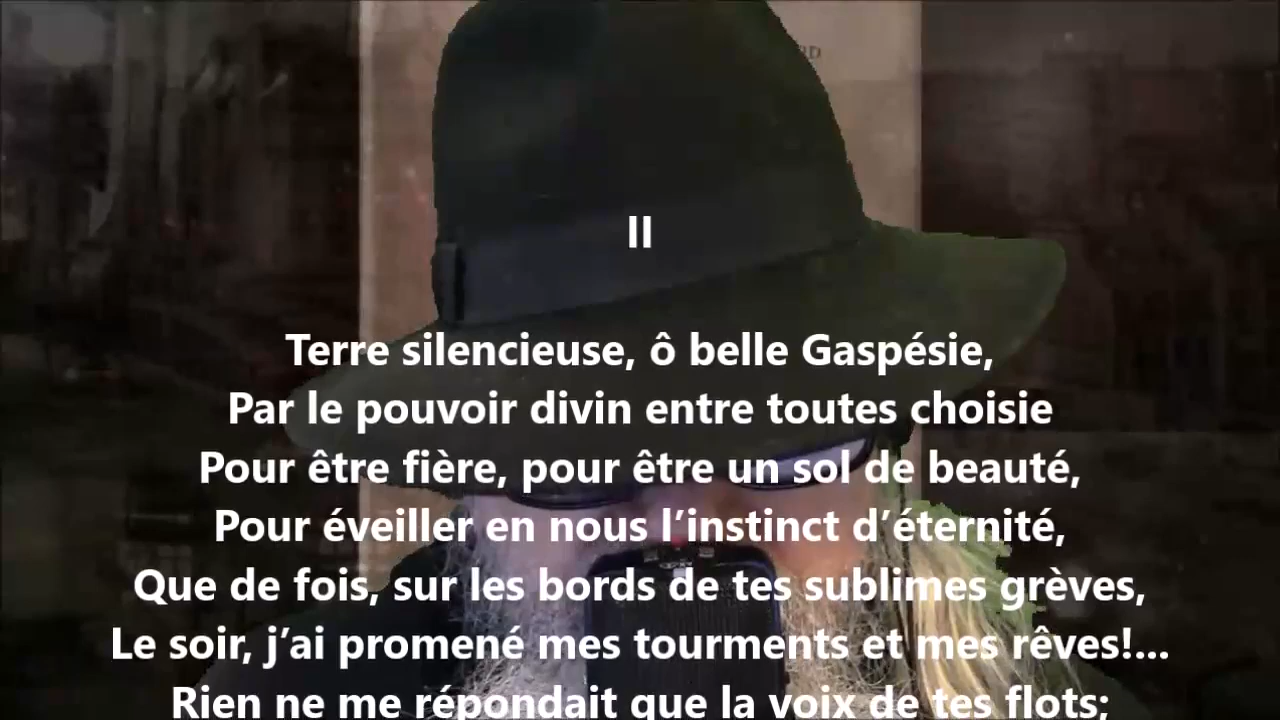 II
Terre silencieuse, ô belle Gaspésie,
Par le pouvoir divin entre toutes choisie
Pour être fière, pour être un sol de beauté,
Pour éveiller en nous l’instinct d’éternité,
Que de fois, sur les bords de tes sublimes grèves,
Le soir, j’ai promené mes tourments et mes rêves!...
Rien ne me répondait que la voix de tes flots;